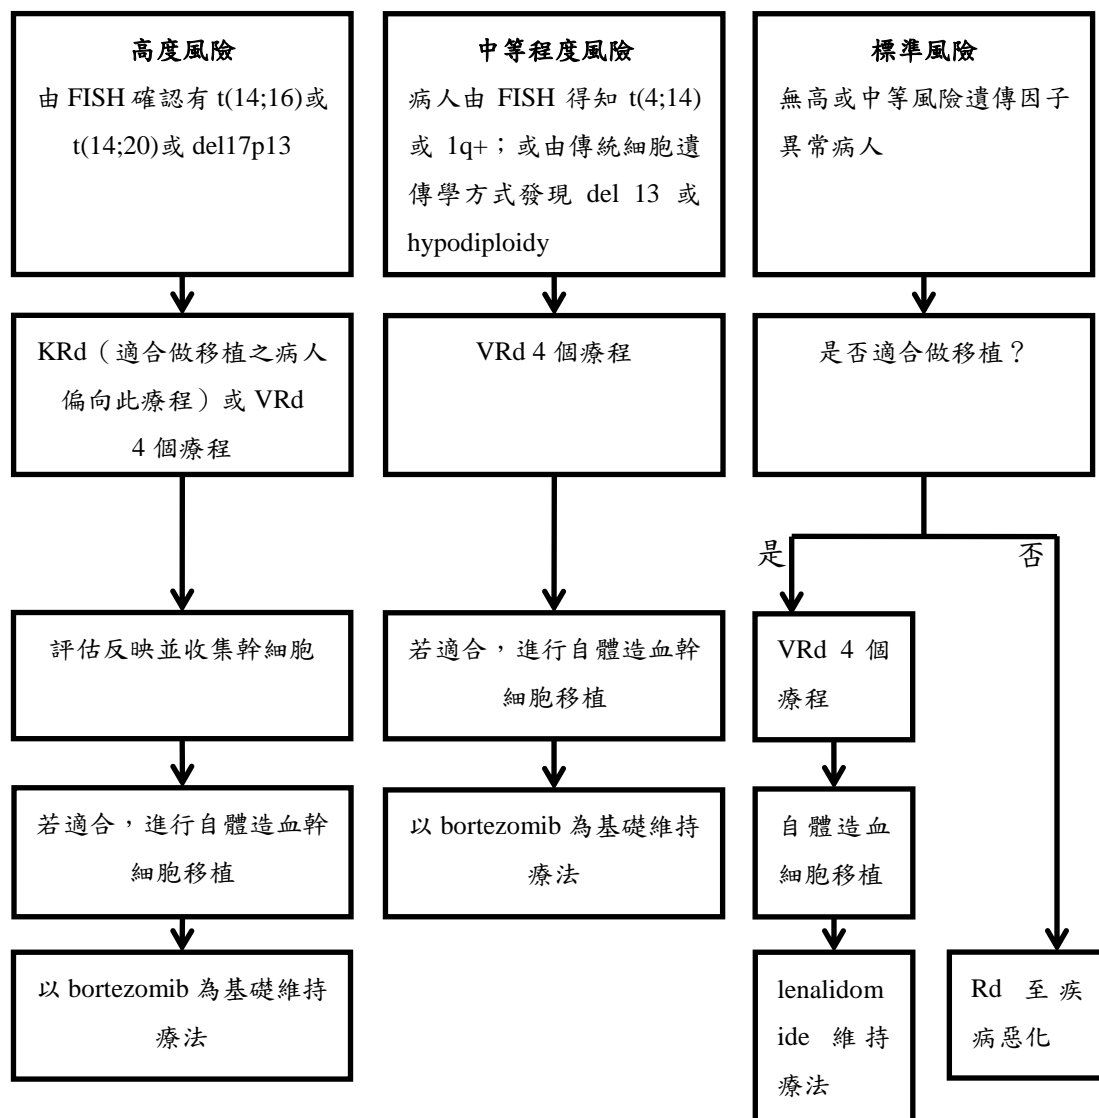 高度風險
由 FISH 確認有 t(14;16)或
t(14;20)或 del17p13
中等程度風險
病人由 FISH 得知 t(4;14)
或 1q+；或由傳統細胞遺
傳學方式發現 del 13 或
hypodiploidy
標準風險
無高或中等風險遺傳因子
異常病人
KRd（適合做移植之病人
偏向此療程）或 VRd
4 個療程
VRd 4 個療程
是否適合做移植？
是
否
評估反映並收集幹細胞
若適合，進行自體造血幹
細胞移植
VRd 4 個
療程
若適合，進行自體造血幹
細胞移植
以 bortezomib 為基礎維持
療法
自體造血
細胞移植
以 bortezomib 為基礎維持
療法
lenalidom
ide 維持
療法
Rd 至疾
病惡化